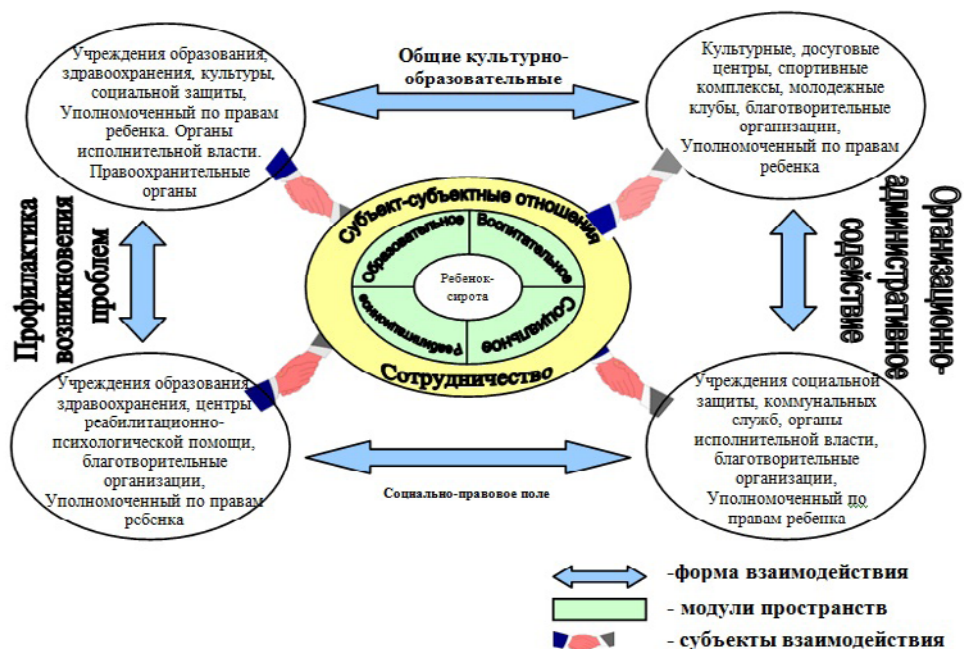 Учреждения образования,
здравоохранения, культуры,
социальной защиты,
Уполномоченный по правам
ребенка. Органы
исполнительной власти.
Правоохранительные
органы
Общие культурно-
образовательные
Культурные, досуговые
центры, спортивные
комплексы, молодежные
клубы, благотворительные
организации,
Уполномоченный по правам
ребенка
Профилактика
возникновения
проблем
Субъект-субъектные отношения
Образовательное
Воспитательное
Ребенок-
сирота
Реабилитационное
Социальное
Сотрудничество
Организационно-
административное
содействие
Учреждения образования,
здравоохранения, центры
реабилитационно-
психологической помощи,
благотворительные
организации,
Уполномоченный по правам
ребенка
Социально-правовое поле
Учреждения социальной
защиты, коммунальных
служб, органы
исполнительной власти,
благотворительные
организации,
Уполномоченный по
правам ребенка
-форма взаимодействия
- модули пространств
- субъекты взаимодействия